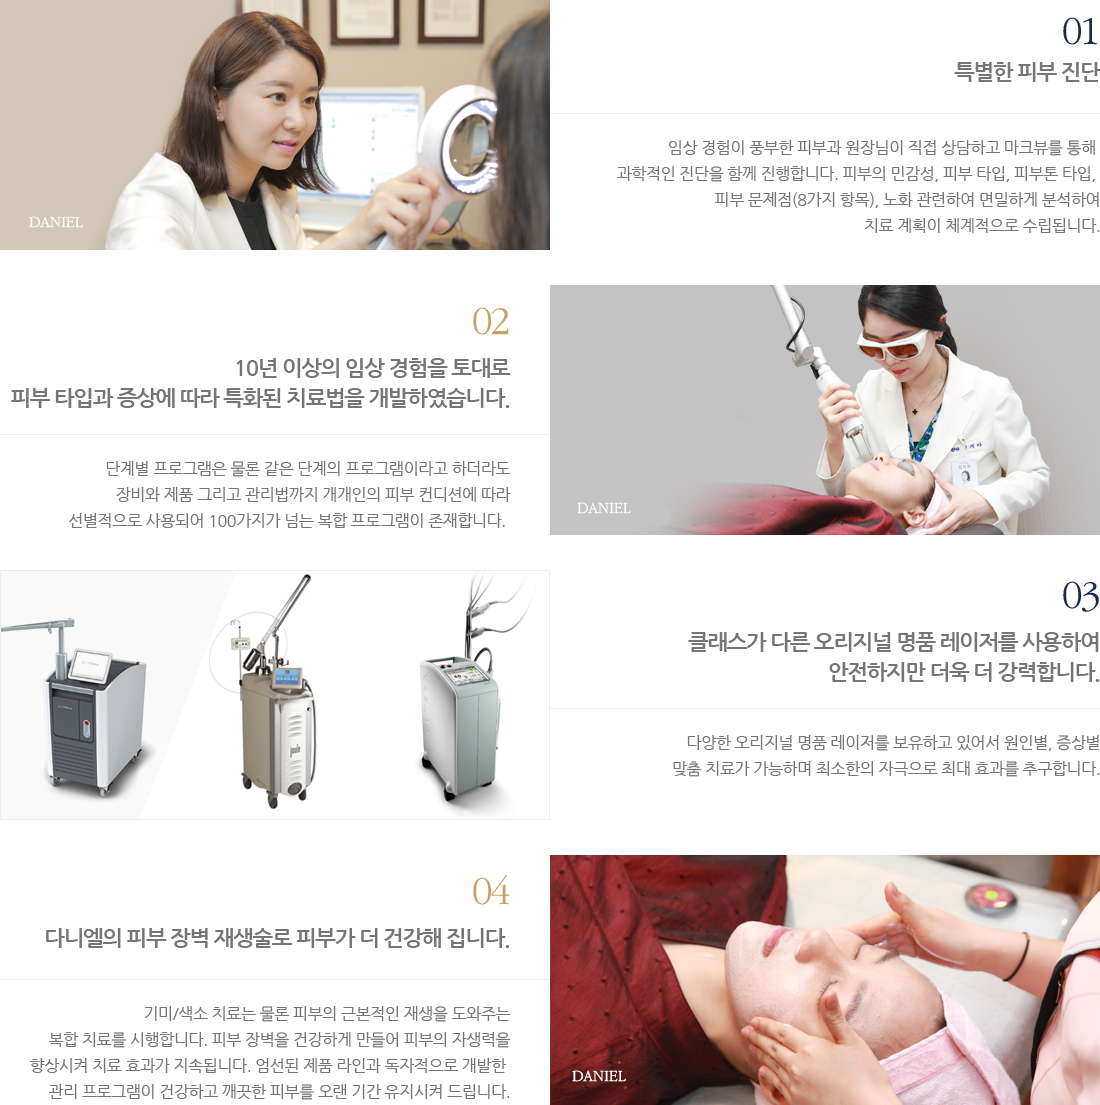 DANIEL
01
특별한 피부 진단
임상 경험이 풍부한 피부과 원장님이 직접 상담하고 마크뷰를 통해
과학적인 진단을 함께 진행합니다. 피부의 민감성, 피부 타입, 피부톤 타입,
피부 문제점(8가지 항목), 노화 관련하여 면밀하게 분석하여
치료 계획이 체계적으로 수립됩니다.
02
10년 이상의 임상 경험을 토대로
피부 타입과 증상에 따라 특화된 치료법을 개발하였습니다.
단계별 프로그램은 물론 같은 단계의 프로그램이라고 하더라도
장비와 제품 그리고 관리법까지 개개인의 피부 컨디션에 따라
선별적으로 사용되어 100가지가 넘는 복합 프로그램이 존재합니다.
DANIEL
joule
03
클래스가 다른 오리지널 명품 레이저를 사용하여
안전하지만 더욱 더 강력합니다.
다양한 오리지널 명품 레이저를 보유하고 있어서 원인별, 증상별
맞춤 치료가 가능하며 최소한의 자극으로 최대 효과를 추구합니다.
04
다니엘의 피부 장벽 재생술로 피부가 더 건강해 집니다.
기미/색소 치료는 물론 피부의 근본적인 재생을 도와주는
복합 치료를 시행합니다. 피부 장벽을 건강하게 만들어 피부의 자생력을
향상시켜 치료 효과가 지속됩니다. 엄선된 제품 라인과 독자적으로 개발한
관리 프로그램이 건강하고 깨끗한 피부를 오랜 기간 유지시켜 드립니다.
DANIEL